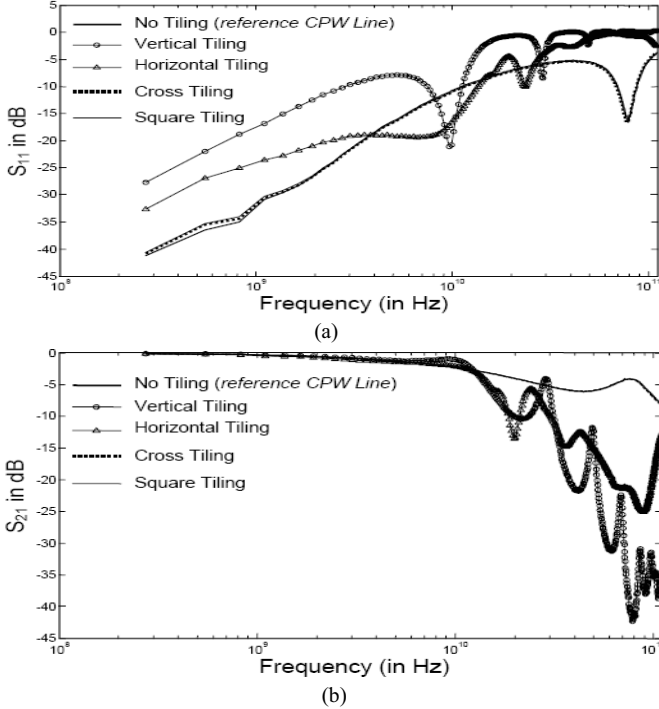 No Tiling (reference CPW Line)
Vertical Tiling
Horizontal Tiling
Cross Tiling
Square Tiling
S11 in dB
5
0
-5
-10
-15
-20
-25
-30
-35
-40
-45
10^8
10^9
10^10
10^11
Frequency (in Hz)
(a)
No Tiling (reference CPW Line)
Vertical Tiling
Horizontal Tiling
Cross Tiling
Square Tiling
S21 in dB
0
-5
-10
-15
-20
-25
-30
-35
-40
-45
10^8
10^9
10^10
Frequency (in Hz)
(b)